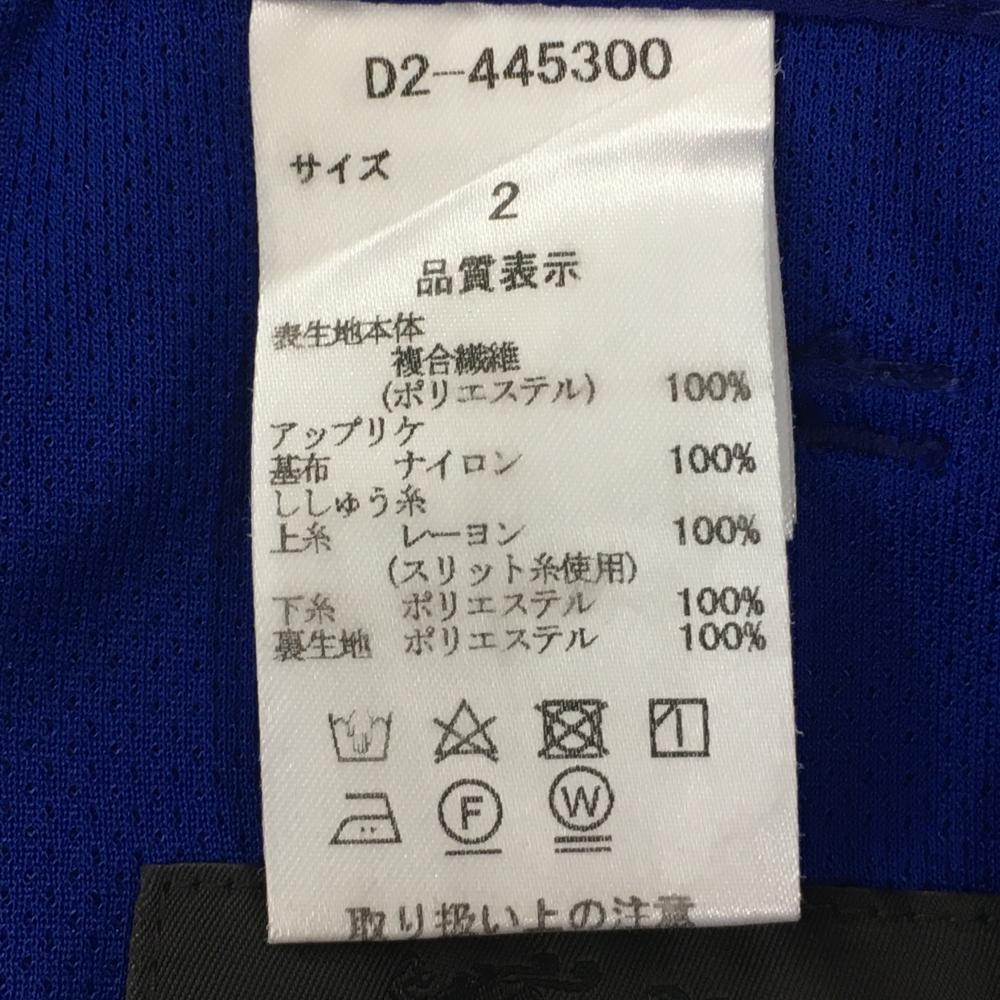 D2-445300
サイズ
2
品質表示
表生地本体
複合繊維
(ポリエステル) 100%
アップリケ
基布 ナイロン 100%
ししゅう糸
上糸 レーヨン 100%
(スリット糸使用)
下糸 ポリエステル 100%
裏生地 ポリエステル 100%
1
F
W
取り扱い上の注意